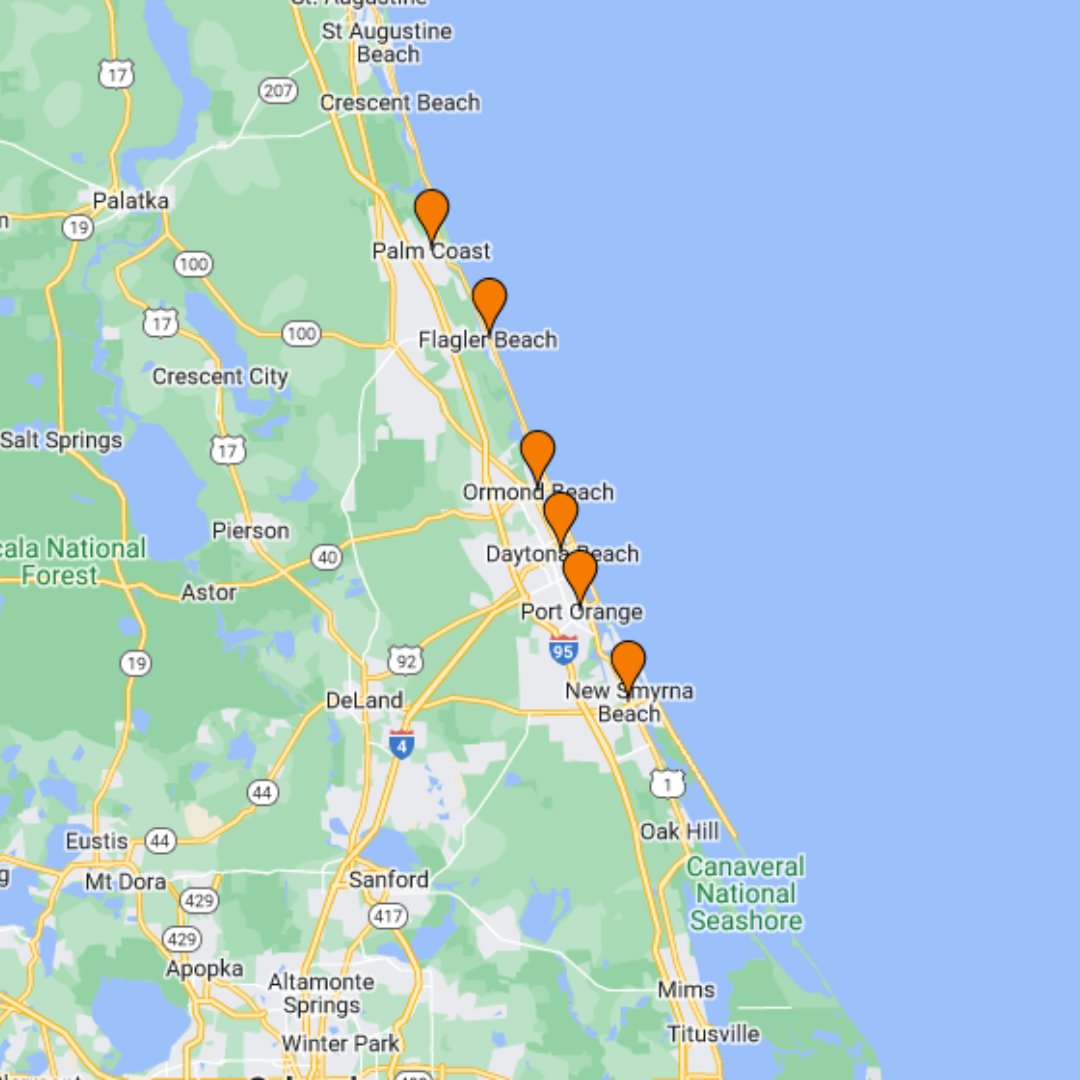 St. Augustine
St Augustine
Beach
17
207
Crescent Beach
Palatka
19
Palm Coast
100
17
100
Flagler Beach
Crescent City
Salt Springs
17
Ormond Beach
Pierson
Daytona Beach
cala National
Forest
40
Astor
Port Orange
95
92
19
New Smyrna
Beach
DeLand
4
1
44
Oak Hill
Eustis
44
Canaveral
National
Seashore
Mt Dora
Sanford
429
417
429
Apopka
Altamonte
Springs
Mims
Titusville
Winter Park